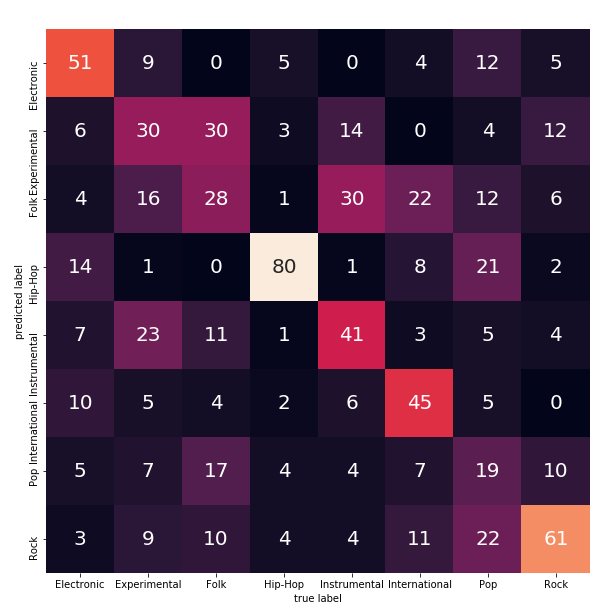 Electronic 51 9 0 5 0 4 12 5
Experimental 6 30 30 3 14 0 4 12
Folk 4 16 28 1 30 22 12 6
Hip-Hop 14 1 0 80 1 8 21 2
Instrumental 7 23 11 1 41 3 5 4
International 10 5 4 2 6 45 5 0
Pop 5 7 17 4 4 7 19 10
Rock 3 9 10 4 4 11 22 61
predicted label
Electronic Experimental Folk Hip-Hop Instrumental International Pop Rock
true label